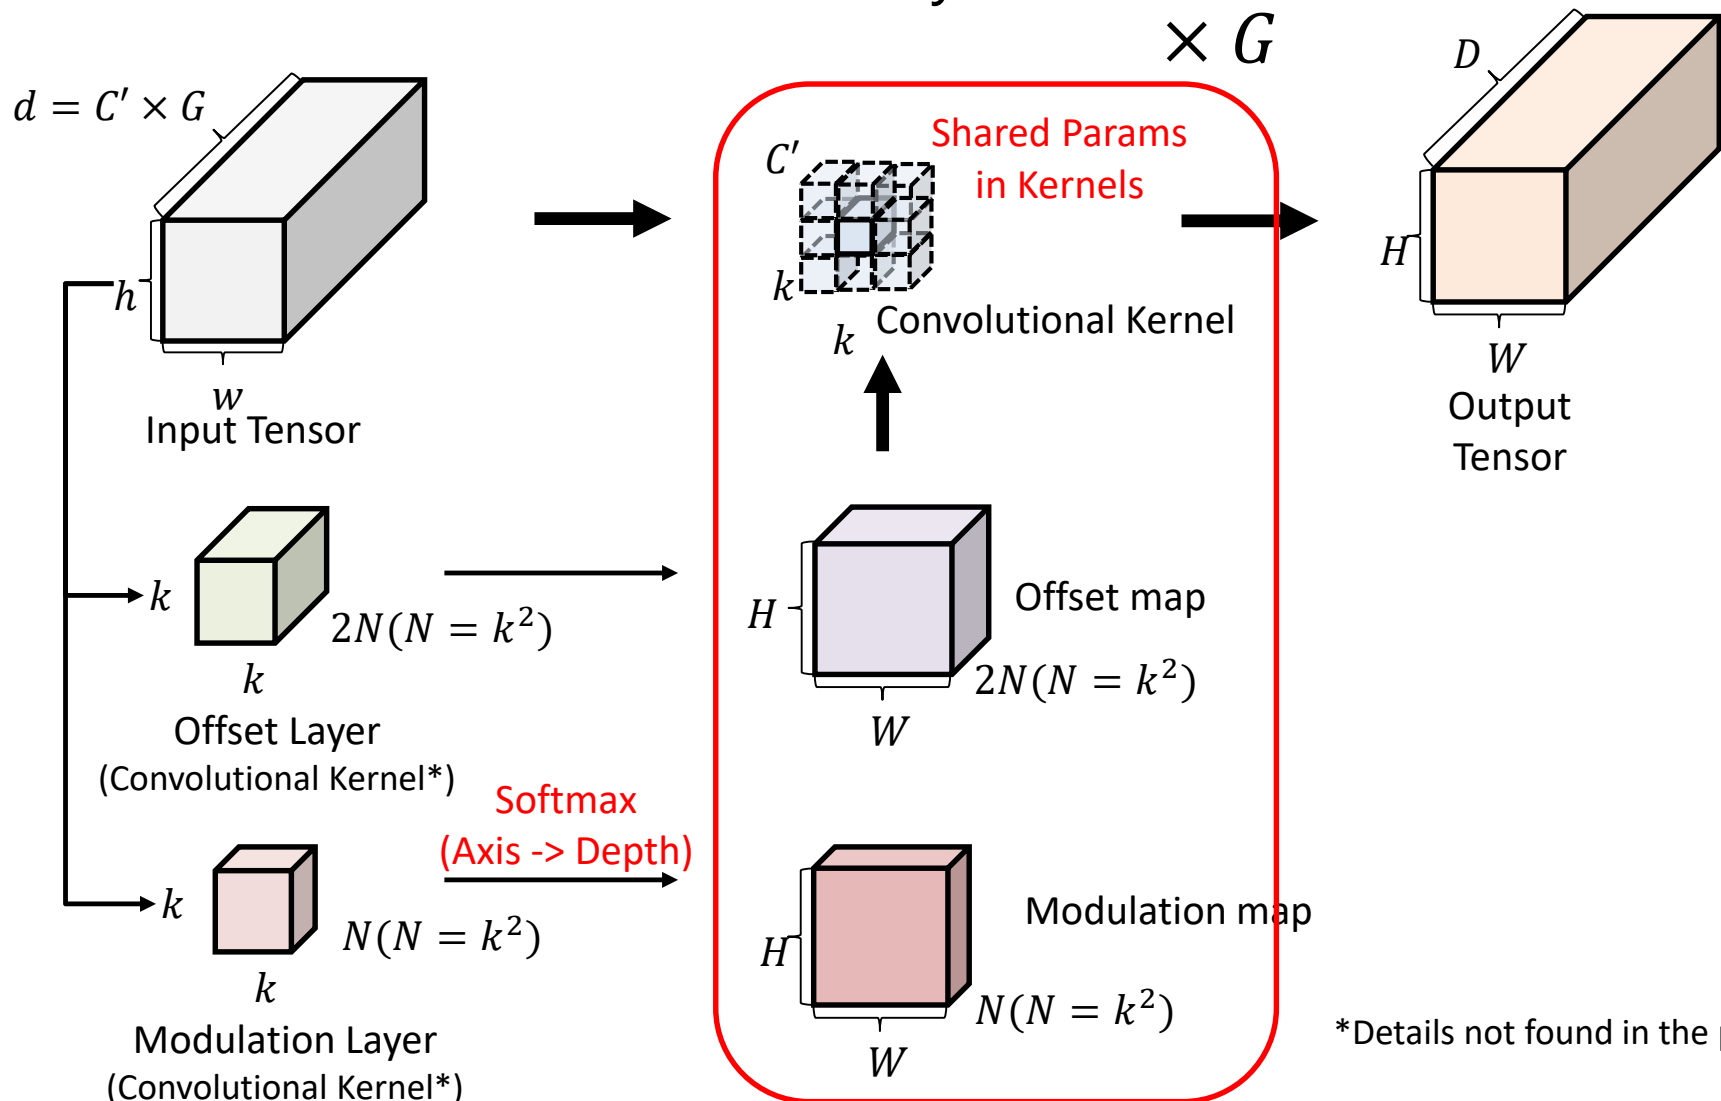 × G
d = C′ × G
D
Shared Params
in Kernels
C′
h
k
H
Convolutional Kernel
k
w
W
Input Tensor
Output
Tensor
k
2N(N = k²)
k
Offset Layer
(Convolutional Kernel*)
H
Offset map
2N(N = k²)
W
Softmax
(Axis -> Depth)
k
N(N = k²)
k
Modulation Layer
(Convolutional Kernel*)
Modulation map
H
N(N = k²)
W
*Details not found in the